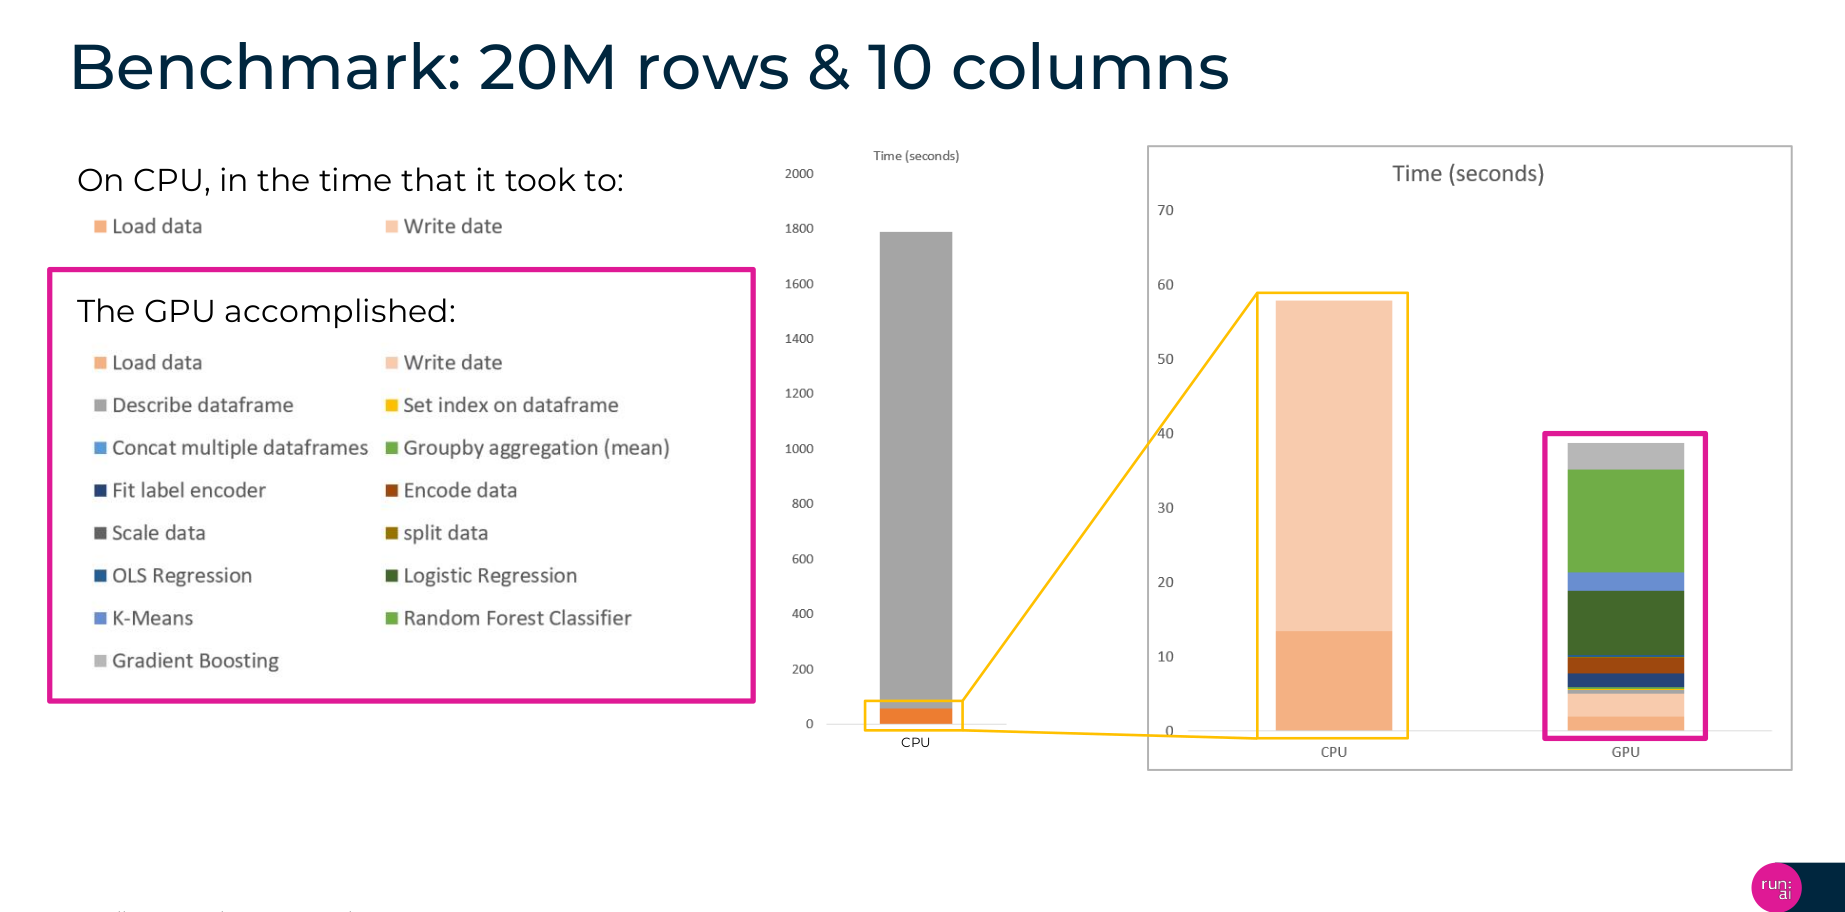 Benchmark: 20M rows & 10 columns
On CPU, in the time that it took to:
Load data
Write date
The GPU accomplished:
Load data
Write date
Describe dataframe
Set index on dataframe
Concat multiple dataframes
Groupby aggregation (mean)
Fit label encoder
Encode data
Scale data
split data
OLS Regression
Logistic Regression
K-Means
Random Forest Classifier
Gradient Boosting
Time (seconds)
2000
1800
1600
1400
1200
1000
800
600
400
200
0
CPU
Time (seconds)
70
60
50
40
30
20
10
0
CPU
GPU
run:
ai